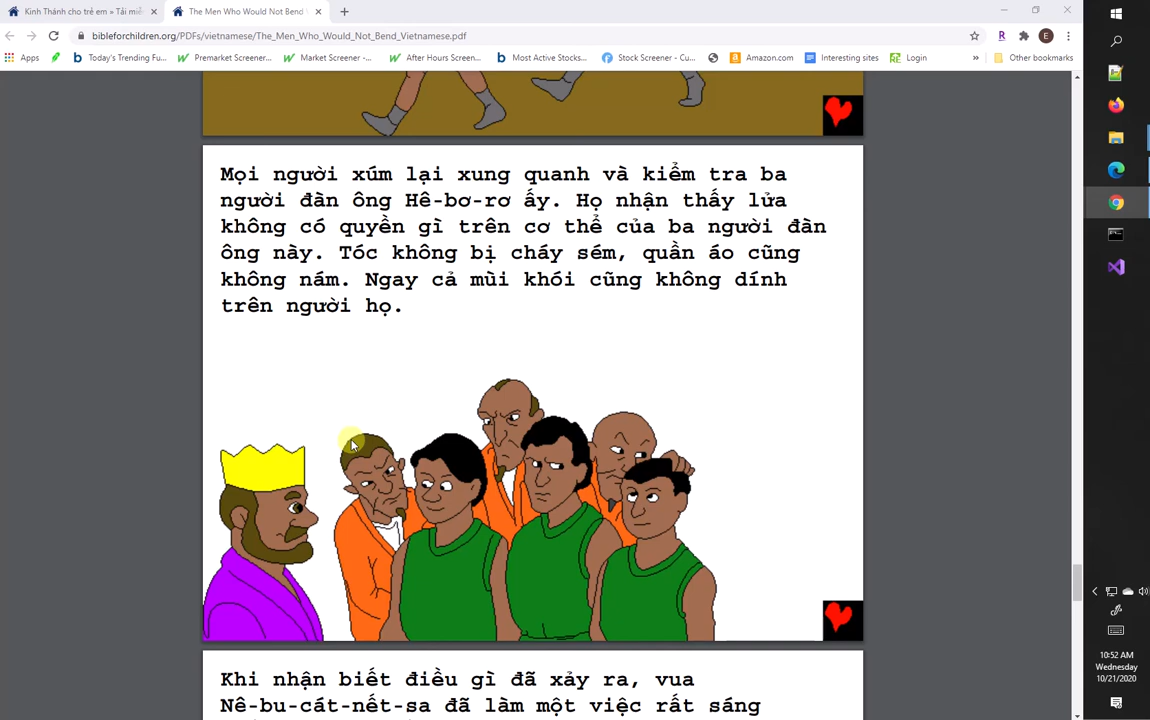 Kinh Thánh cho trẻ em » Tải miễ
The Men Who Would Not Bend
bibleforchildren.org/PDFs/vietnamese/The_Men_Who_Would_Not_Bend_Vietnamese.pdf
R
E
Apps
Today's Trending Fu...
Premarket Screener...
Market Screener -...
After Hours Screen...
Most Active Stocks...
Stock Screener - Cu...
Amazon.com
Interesting sites
Login
»
Other bookmarks
Mọi người xúm lại xung quanh và kiểm tra ba
người đàn ông Hê-bơ-rơ ấy. Họ nhận thấy lửa
không có quyền gì trên cơ thể của ba người đàn
ông này. Tóc không bị cháy sém, quần áo cũng
không nám. Ngay cả mùi khói cũng không dính
trên người họ.
Khi nhận biết điều gì đã xảy ra, vua
Nê-bu-cát-nết-sa đã làm một việc rất sáng
10:52 AM
Wednesday
10/21/2020